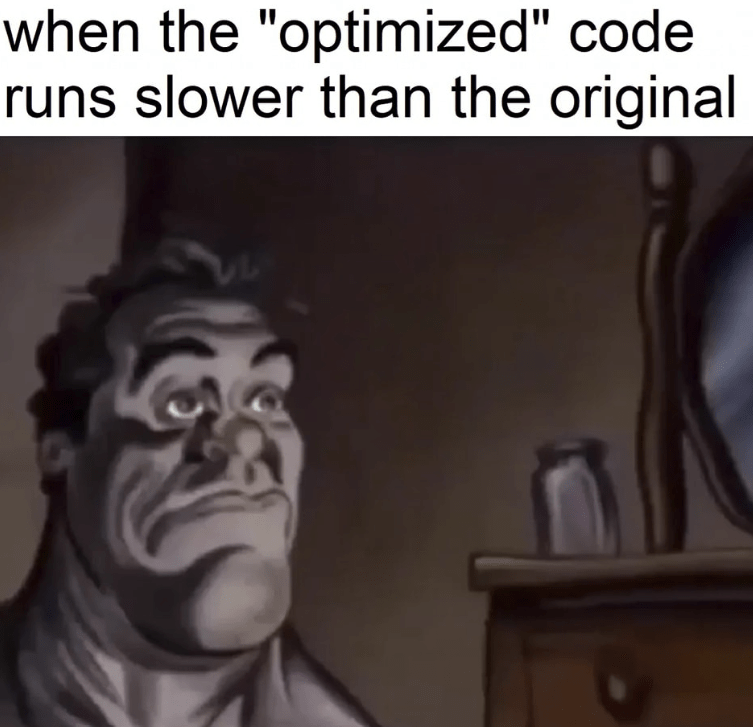 when the "optimized" code
runs slower than the original